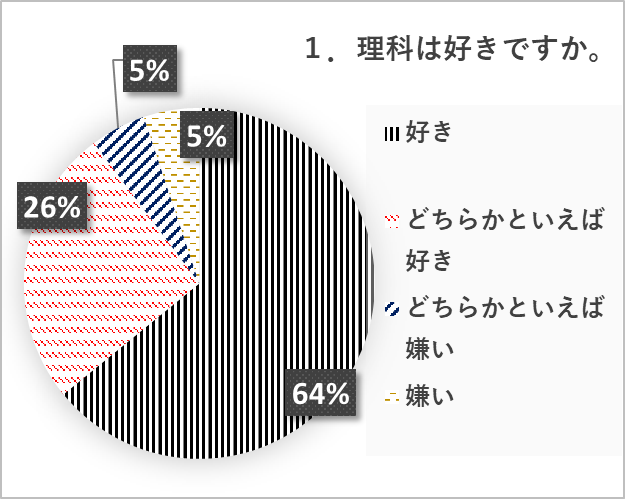 １．理科は好きですか。
5%
5%
26%
64%
好き
どちらかといえば
好き
どちらかといえば
嫌い
嫌い